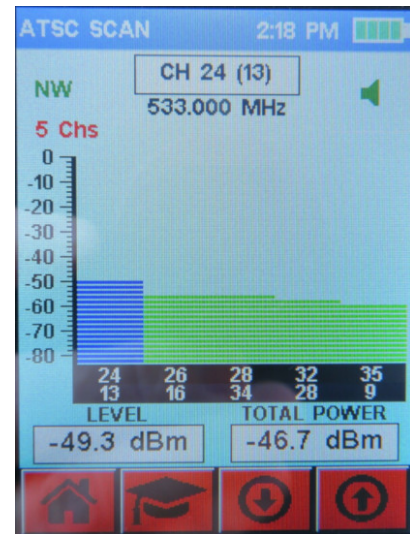 ATSC SCAN 2:18 PM
CH 24 (13)
NW
533.000 MHz
5 Chs
0
-10
-20
-30
-40
-50
-60
-70
-80
24 26 28 32 35
13 16 34 28 9
LEVEL TOTAL POWER
-49.3 dBm -46.7 dBm